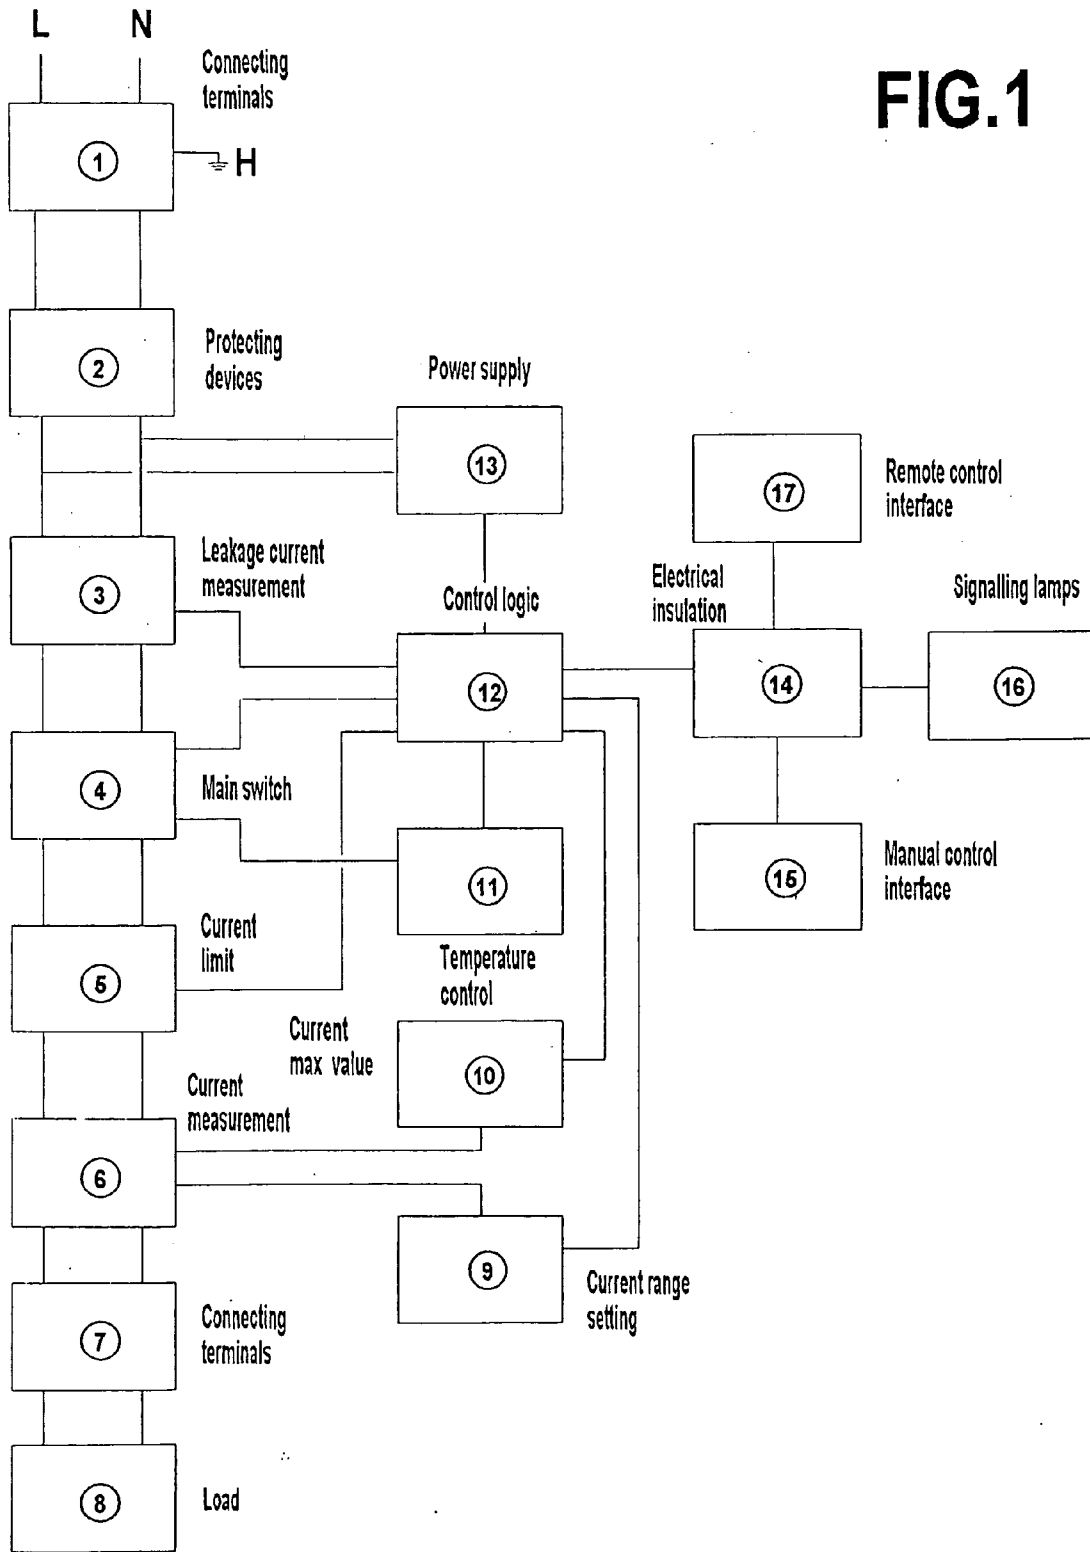 L N
FIG.1
Connecting
terminals
1
H
2
Protecting
devices
Power supply
13
17
Remote control
interface
Leakage current
measurement
3
Control logic
Electrical
insulation
Signalling lamps
12
14
16
4
Main switch
11
15
Manual control
interface
Current
limit
5
Temperature
control
Current
max value
10
Current
measurement
6
9
Current range
setting
7
Connecting
terminals
8
Load